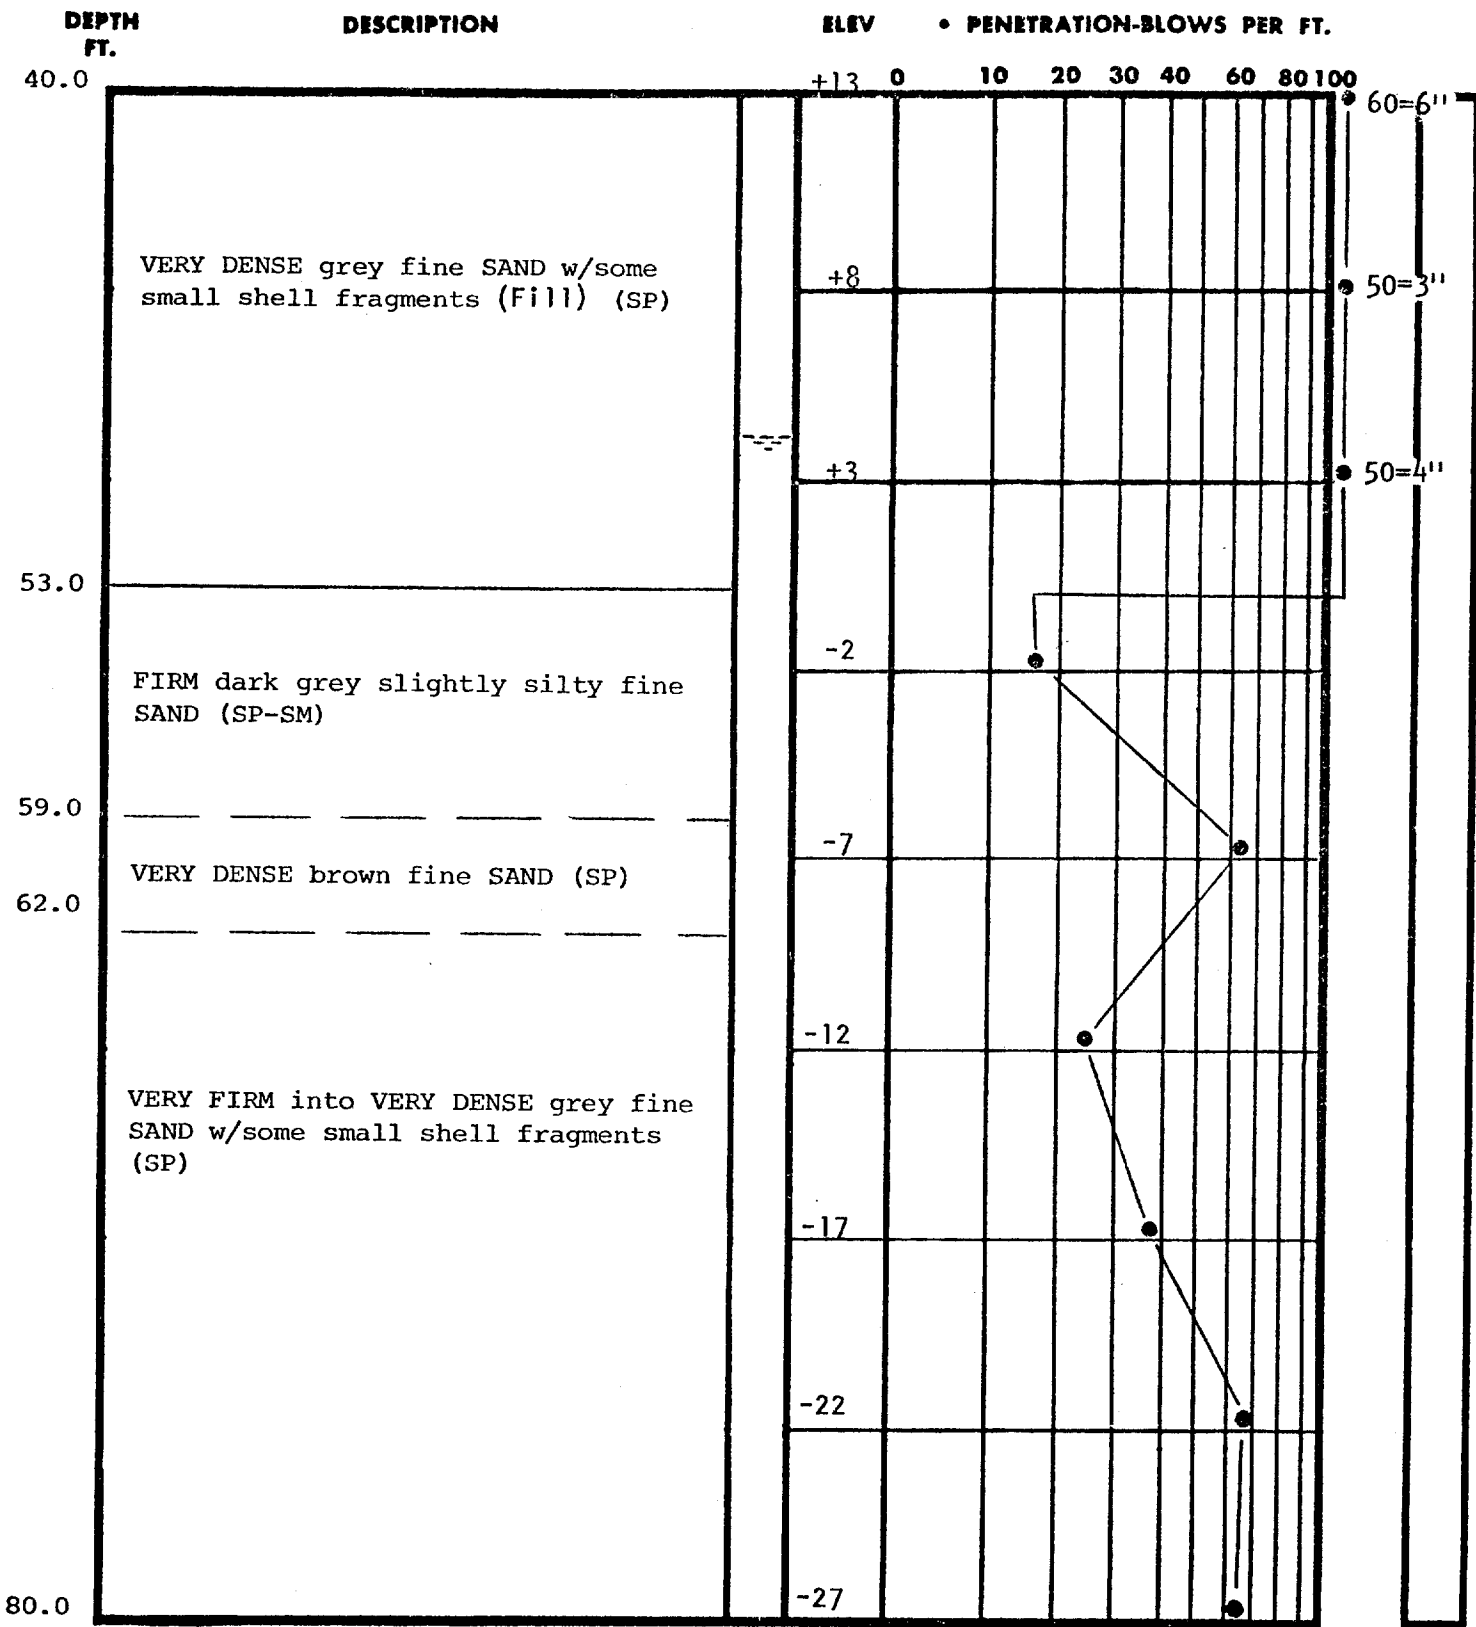 DEPTH FT. DESCRIPTION ELEV • PENETRATION-BLOWS PER FT.
40.0 +13 0 10 20 30 40 60 80 100
60=6"
VERY DENSE grey fine SAND w/some
small shell fragments (Fill) (SP)
+8 50=3"
+3 50=4"
53.0
-2
FIRM dark grey slightly silty fine
SAND (SP-SM)
59.0
-7
VERY DENSE brown fine SAND (SP)
62.0
-12
VERY FIRM into VERY DENSE grey fine
SAND w/some small shell fragments
(SP)
-17
-22
80.0 -27